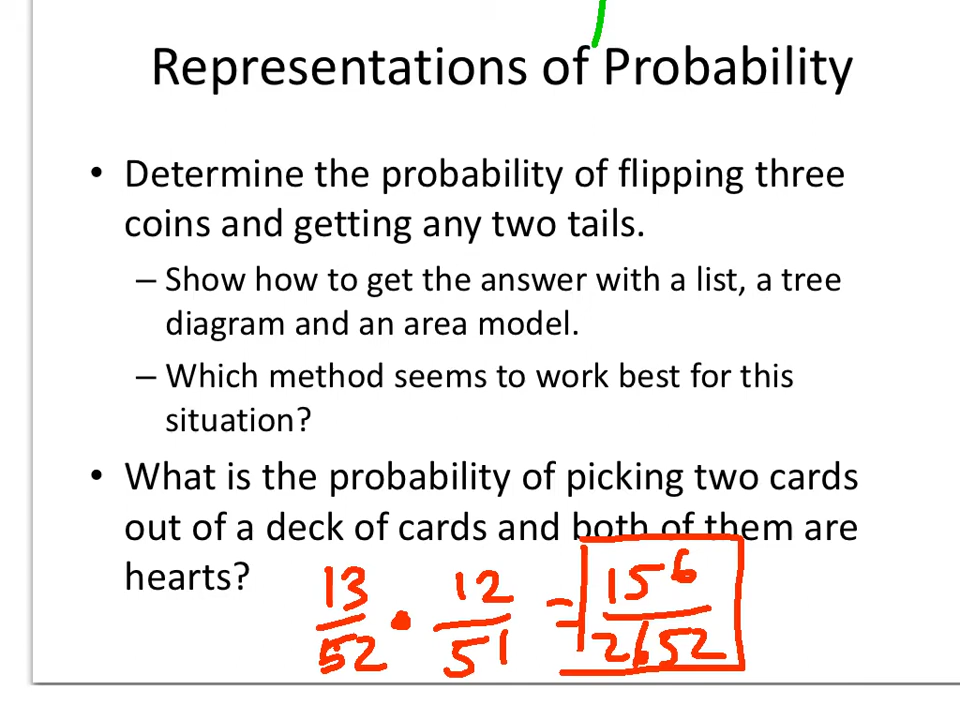 Representations of Probability
• Determine the probability of flipping three
coins and getting any two tails.
– Show how to get the answer with a list, a tree
diagram and an area model.
– Which method seems to work best for this
situation?
• What is the probability of picking two cards
out of a deck of cards and both of them are
hearts?
13/52 • 12/51 = 156/2652